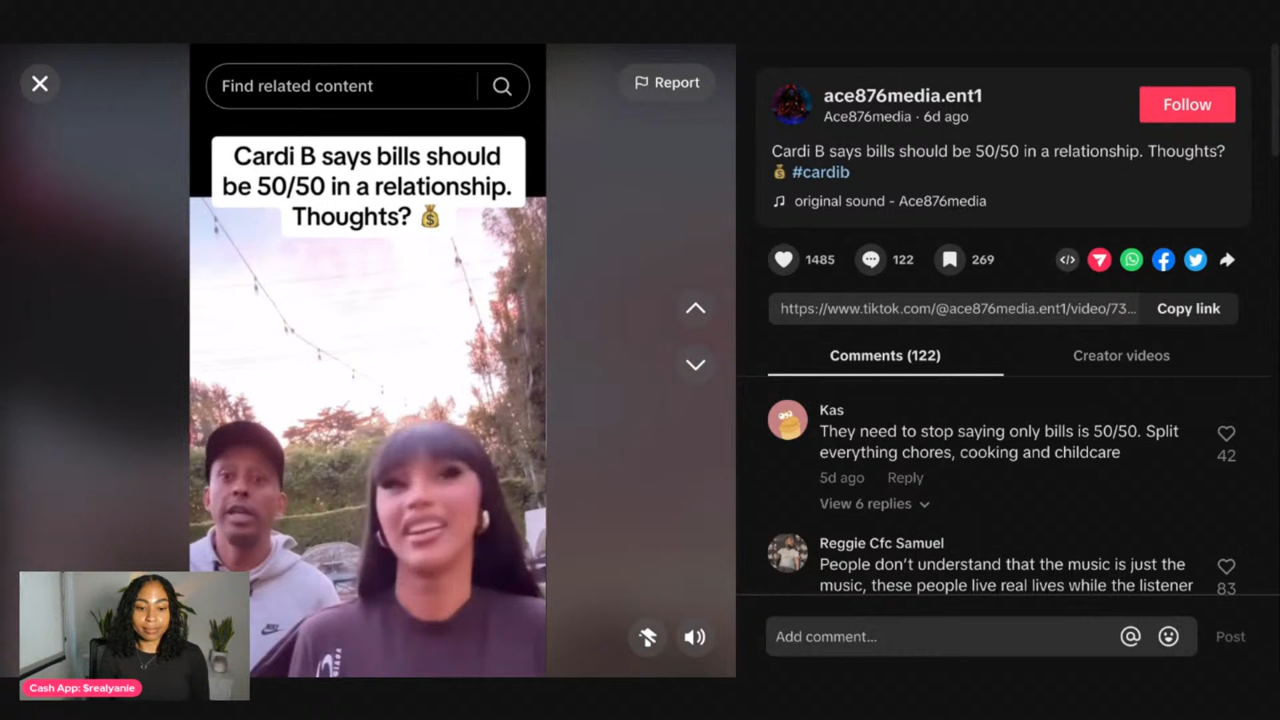 Find related content
Report
Cardi B says bills should
be 50/50 in a relationship.
Thoughts? 💰
Cash App: $realyanie
ace876media.ent1
Ace876media · 6d ago
Follow
Cardi B says bills should be 50/50 in a relationship. Thoughts?
💰 #cardib
original sound - Ace876media
1485
122
269
https://www.tiktok.com/@ace876media.ent1/video/73...
Copy link
Comments (122)
Creator videos
Kas
They need to stop saying only bills is 50/50. Split
everything chores, cooking and childcare
42
5d ago
Reply
View 6 replies
Reggie Cfc Samuel
People don't understand that the music is just the
music, these people live real lives while the listener
83
Add comment...
Post